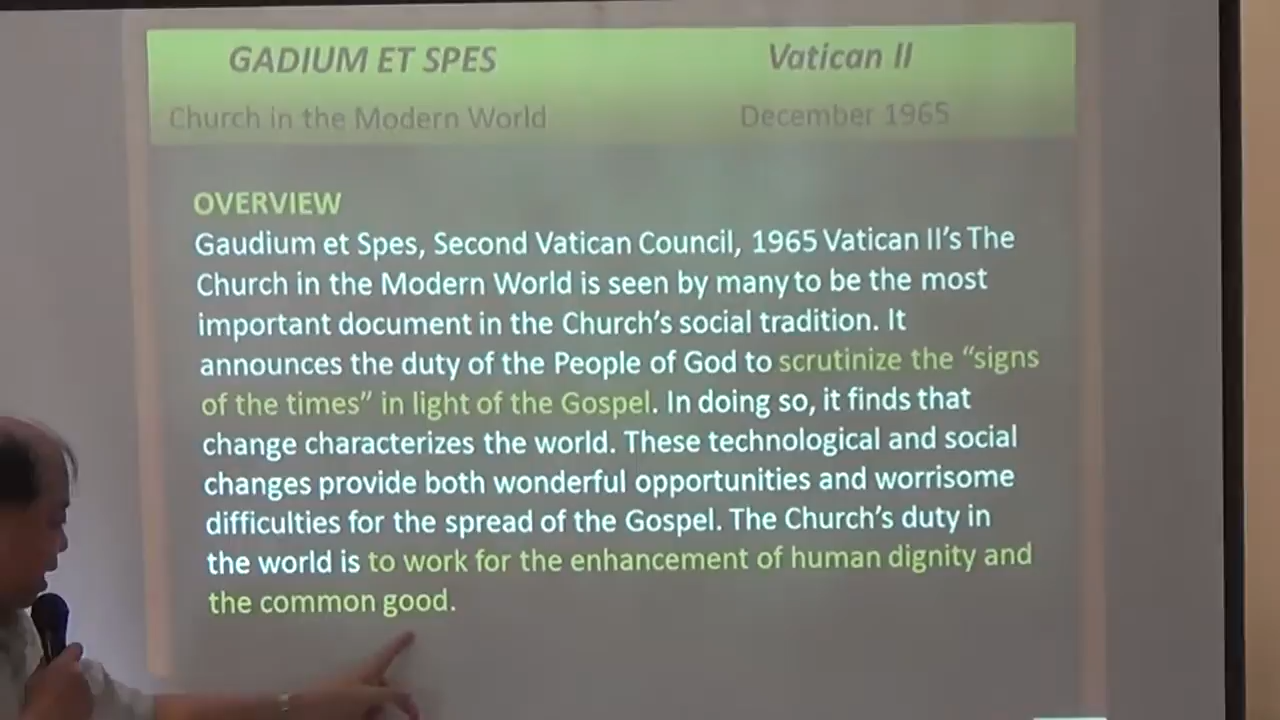 GADIUM ET SPES Vatican II
Church in the Modern World December 1965
OVERVIEW
Gaudium et Spes, Second Vatican Council, 1965 Vatican II's The
Church in the Modern World is seen by many to be the most
important document in the Church's social tradition. It
announces the duty of the People of God to scrutinize the "signs
of the times" in light of the Gospel. In doing so, it finds that
change characterizes the world. These technological and social
changes provide both wonderful opportunities and worrisome
difficulties for the spread of the Gospel. The Church's duty in
the world is to work for the enhancement of human dignity and
the common good.